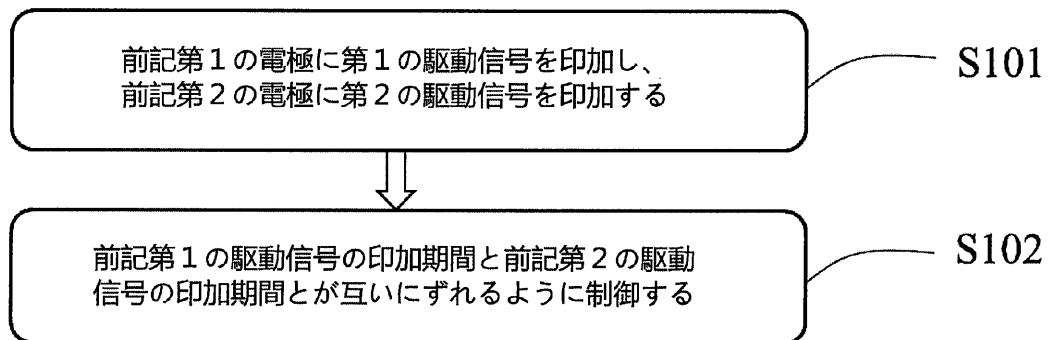 前記第１の電極に第１の駆動信号を印加し、
前記第２の電極に第２の駆動信号を印加する
S101
前記第１の駆動信号の印加期間と前記第２の駆動
信号の印加期間とが互いにずれるように制御する
S102